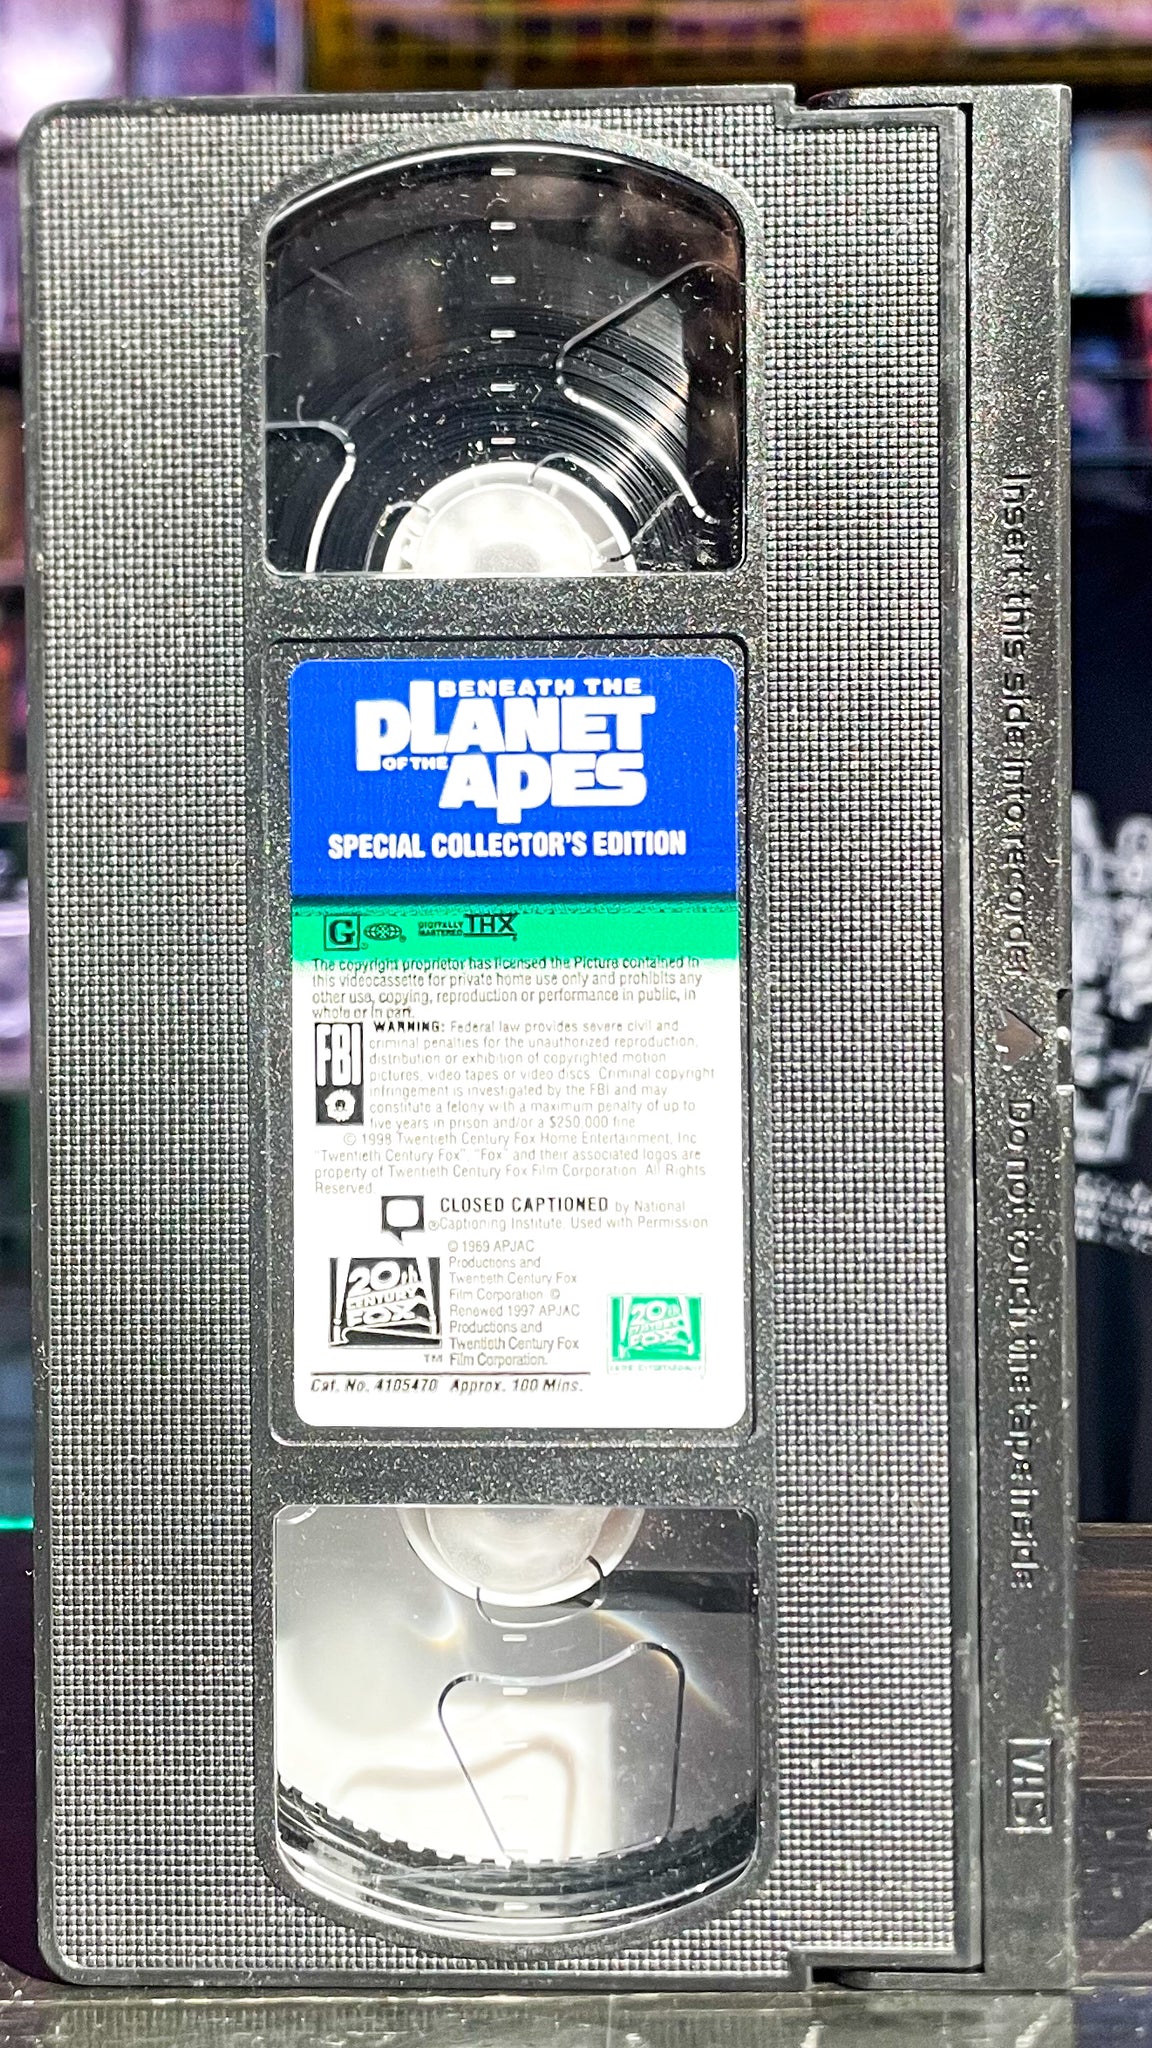 BENEATH THE
PLANET
OF THE
APES
SPECIAL COLLECTOR'S EDITION
G ® ® DIGITALLY MASTERED THX
The copyright proprietor has licensed the Picture contained in
this videocassette for private home use only and prohibits any
other use, copying, reproduction or performance in public, in
whole or in part.
FBI
WARNING: Federal law provides severe civil and
criminal penalties for the unauthorized reproduction,
distribution or exhibition of copyrighted motion
pictures, video tapes or video discs. Criminal copyright
infringement is investigated by the FBI and may
constitute a felony with a maximum penalty of up to
five years in prison and/or a $250,000 fine.
© 1998 Twentieth Century Fox Home Entertainment, Inc.
"Twentieth Century Fox", "Fox" and their associated logos are
property of Twentieth Century Fox Film Corporation. All Rights
Reserved.
CLOSED CAPTIONED by National
®Captioning Institute. Used with Permission
20th
CENTURY
FOX
TM
© 1969 APJAC
Productions and
Twentieth Century Fox
Film Corporation. ©
Renewed 1997 APJAC
Productions and
Twentieth Century Fox
Film Corporation.
20th
CENTURY
FOX
Cat. No. 4105470 Approx. 100 Mins.
Insert this side into recorder Do not touch the tape inside
VHS